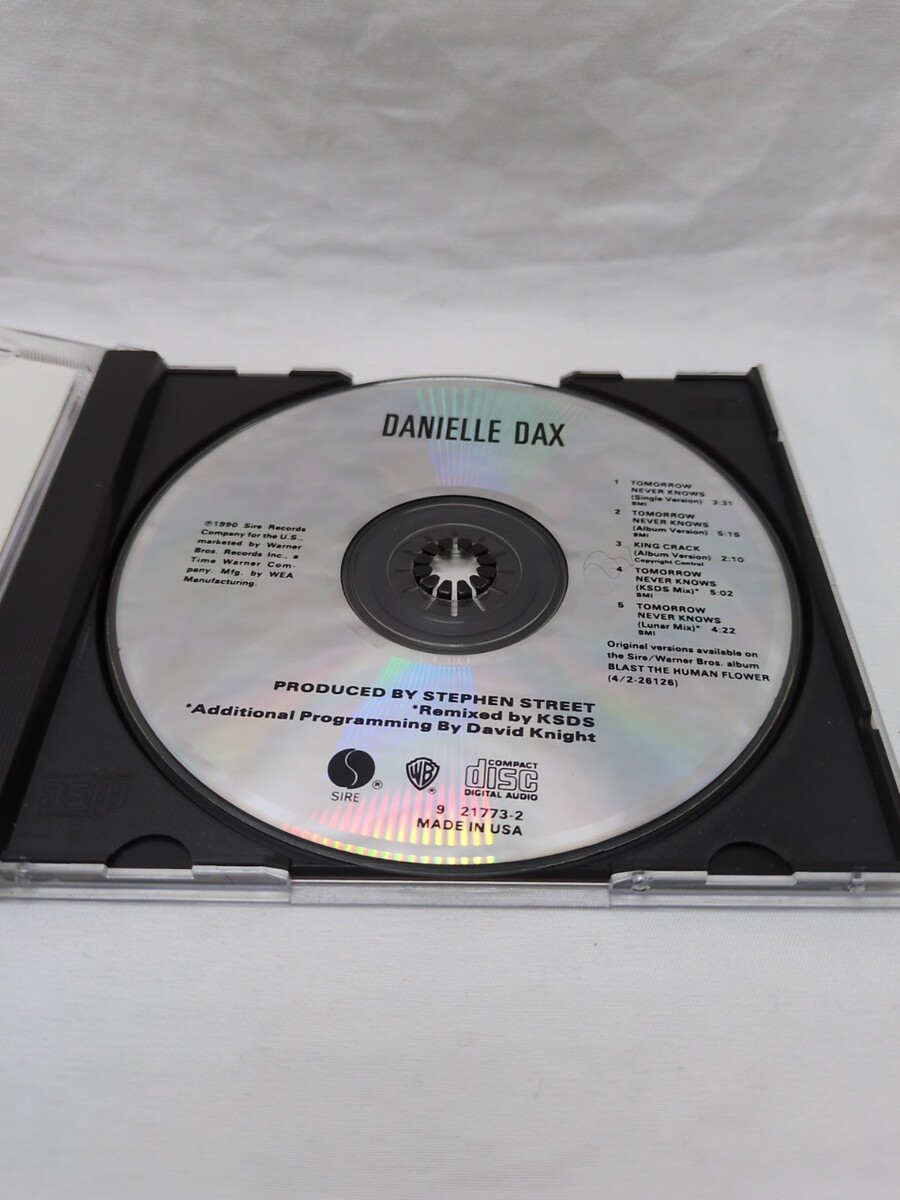 DANIELLE DAX
℗1990 Sire Records
Company for the U.S.,
marketed by Warner
Bros. Records Inc., a
Time Warner Com-
pany. Mfg. by WEA
Manufacturing.
1 TOMORROW
NEVER KNOWS
(Single Version) 3:31
BMI
2 TOMORROW
NEVER KNOWS
(Album Version) 5:15
BMI
3 KING CRACK
(Album Version) 2:10
Copyright Control
4 TOMORROW
NEVER KNOWS
(KSDS Mix)* 5:02
BMI
5 TOMORROW
NEVER KNOWS
(Lunar Mix)* 4:22
BMI
Original versions available on
the Sire/Warner Bros. album
BLAST THE HUMAN FLOWER
(4/2-26126)
PRODUCED BY STEPHEN STREET
*Remixed by KSDS
*Additional Programming By David Knight
SIRE ®
WB ®
COMPACT
disc
DIGITAL AUDIO
9 21773-2
MADE IN USA